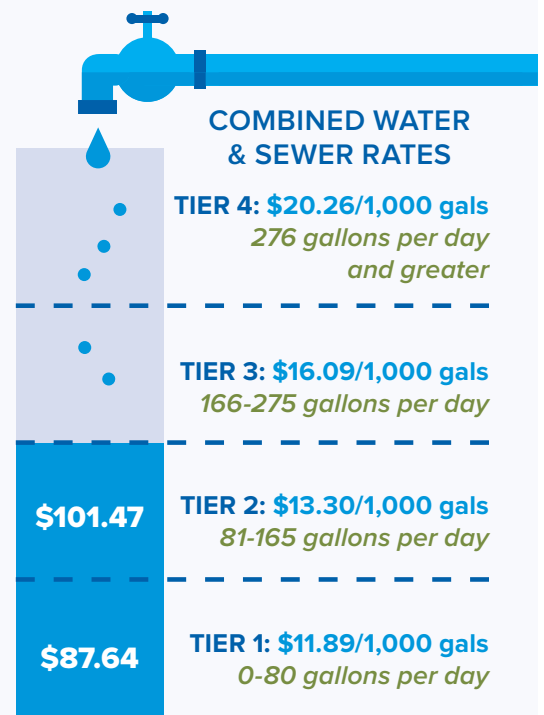 COMBINED WATER
& SEWER RATES
TIER 4: $20.26/1,000 gals
276 gallons per day
and greater
TIER 3: $16.09/1,000 gals
166-275 gallons per day
$101.47
TIER 2: $13.30/1,000 gals
81-165 gallons per day
$87.64
TIER 1: $11.89/1,000 gals
0-80 gallons per day